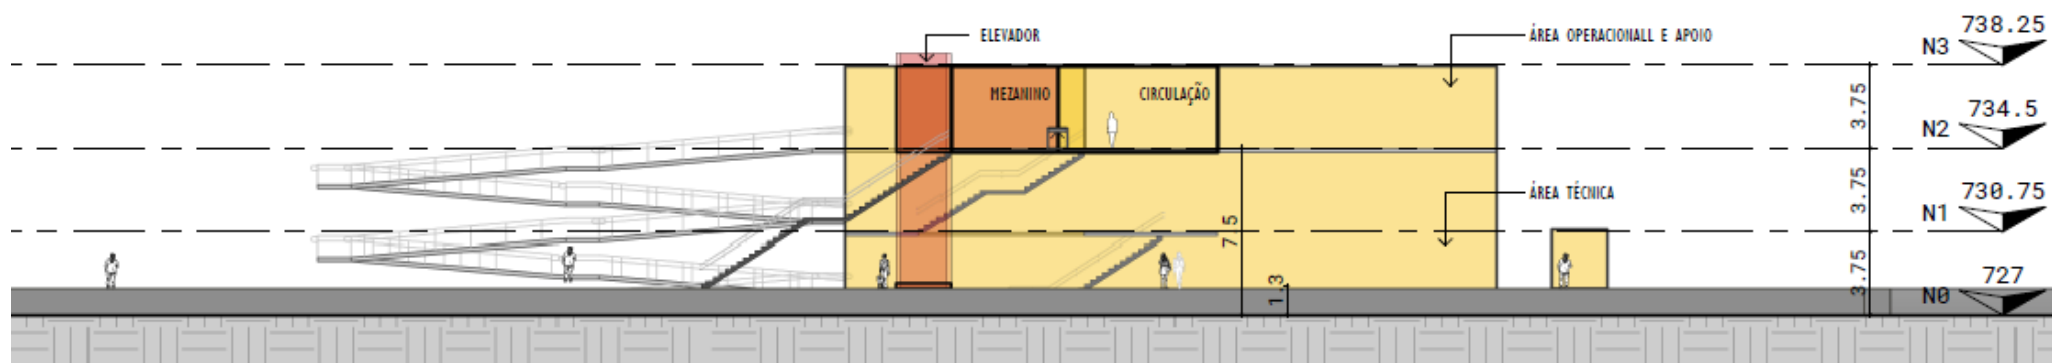 738.25
ELEVADOR
ÁREA OPERACIONALL E APOIO
N3
MEZANINO
CIRCULAÇÃO
3.75
734.5
N2
ÁREA TÉCNICA
3.75
730.75
N1
7.5
1.3
3.75
727
N0